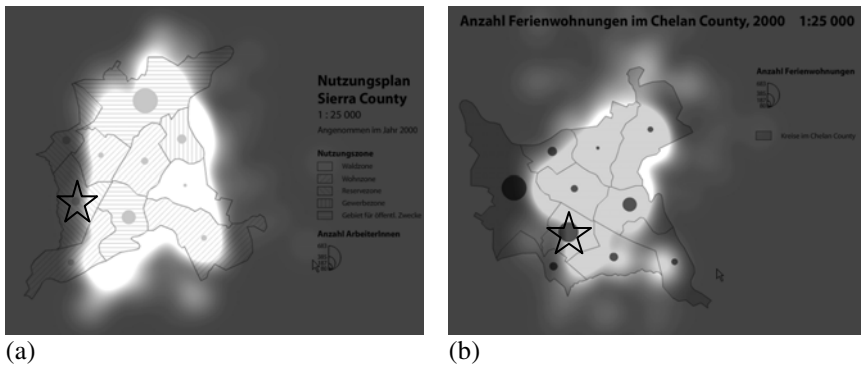 Nutzungsplan
Sierra County
1 : 25 000
Angenommen im Jahr 2000
Nutzungszone
Waldzone
Wohnzone
Reservezone
Gewerbezone
Gebiet für öffentl. Zwecke
Anzahl ArbeiterInnen
(a)
Anzahl Ferienwohnungen im Chelan County, 2000 1:25 000
Anzahl Ferienwohnungen
Kreise im Chelan County
(b)